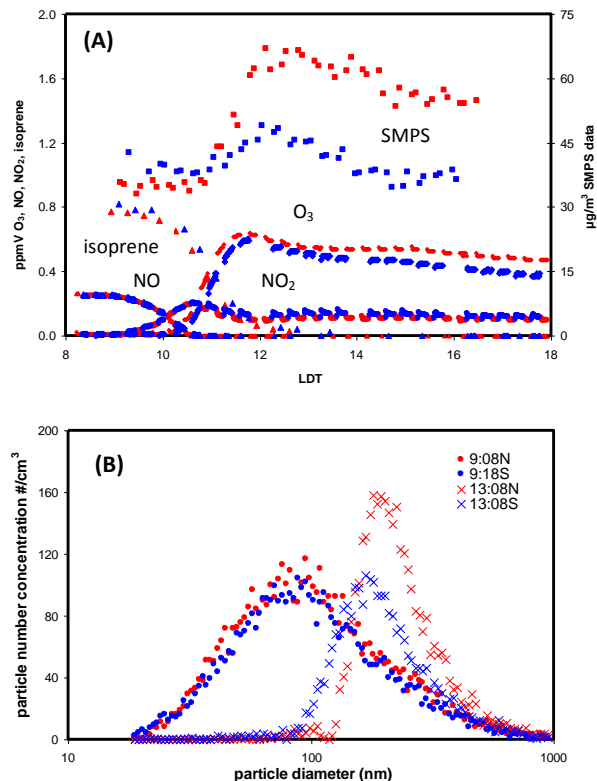 (A)
2.0
1.6
1.2
0.8
0.4
0.0
ppmV O₃, NO, NO₂, isoprene
75
60
45
30
15
0
µg/m³ SMPS data
SMPS
O₃
isoprene
NO
NO₂
8 10 12 14 16 18
LDT
(B)
200
160
120
80
40
0
particle number concentration #/cm³
9:08N
9:18S
13:08N
13:08S
10 100 1000
particle diameter (nm)